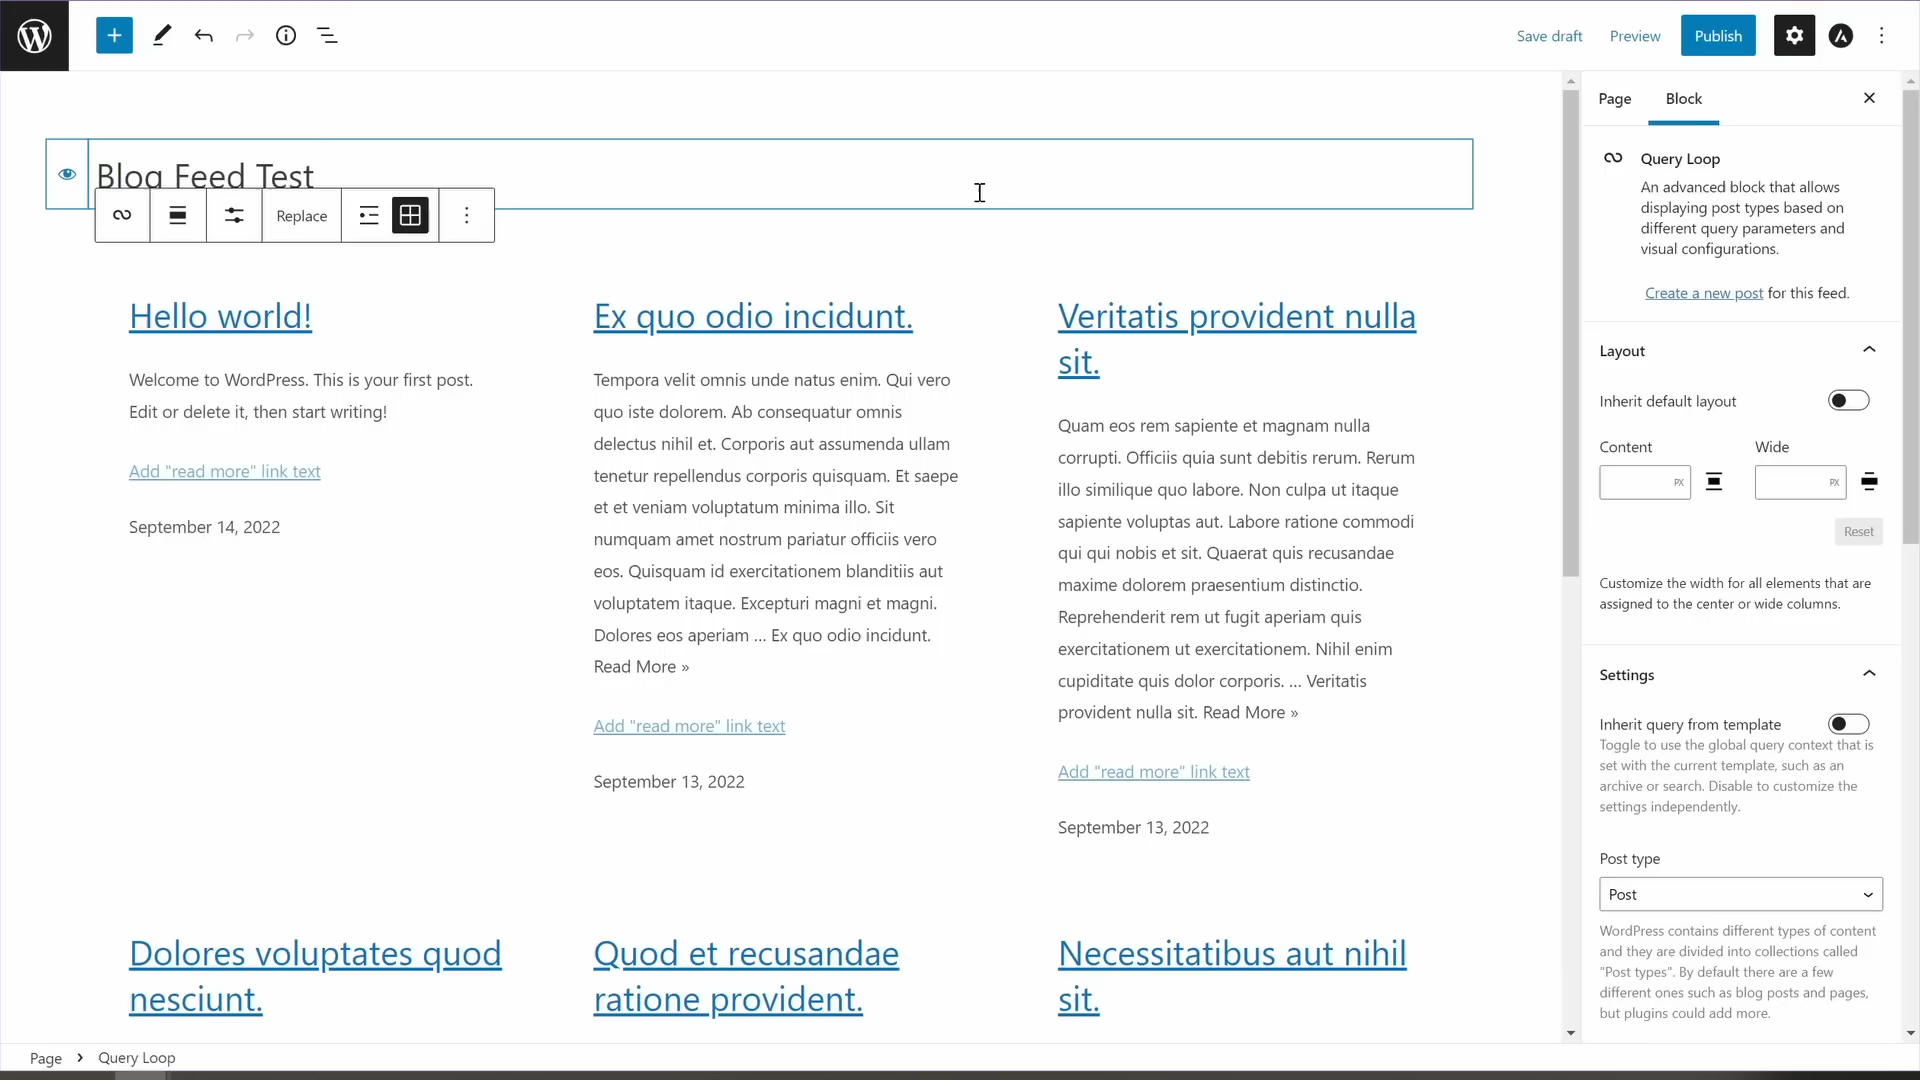 Save draft
Preview
Publish
Blog Feed Test
Replace
Hello world!
Welcome to WordPress. This is your first post.
Edit or delete it, then start writing!
Add "read more" link text
September 14, 2022
Ex quo odio incidunt.
Tempora velit omnis unde natus enim. Qui vero
quo iste dolorem. Ab consequatur omnis
delectus nihil et. Corporis aut assumenda ullam
tenetur repellendus corporis quisquam. Et saepe
et et veniam voluptatum minima illo. Sit
numquam amet nostrum pariatur officiis vero
eos. Quisquam id exercitationem blanditiis aut
voluptatem itaque. Excepturi magni et magni.
Dolores eos aperiam … Ex quo odio incidunt.
Read More »
Add "read more" link text
September 13, 2022
Veritatis provident nulla
sit.
Quam eos rem sapiente et magnam nulla
corrupti. Officiis quia sunt debitis rerum. Rerum
illo similique quo labore. Non culpa ut itaque
sapiente voluptas aut. Labore ratione commodi
qui qui nobis et sit. Quaerat quis recusandae
maxime dolorem praesentium distinctio.
Reprehenderit rem ut fugit aperiam quis
exercitationem ut exercitationem. Nihil enim
cupiditate quis dolor corporis. … Veritatis
provident nulla sit. Read More »
Add "read more" link text
September 13, 2022
Dolores voluptates quod
nesciunt.
Quod et recusandae
ratione provident.
Necessitatibus aut nihil
sit.
Page
Block
Query Loop
An advanced block that allows
displaying post types based on
different query parameters and
visual configurations.
Create a new post for this feed.
Layout
Inherit default layout
Content
Wide
PX
PX
Reset
Customize the width for all elements that are
assigned to the center or wide columns.
Settings
Inherit query from template
Toggle to use the global query context that is
set with the current template, such as an
archive or search. Disable to customize the
settings independently.
Post type
Post
WordPress contains different types of content
and they are divided into collections called
"Post types". By default there are a few
different ones such as blog posts and pages,
but plugins could add more.
Page › Query Loop